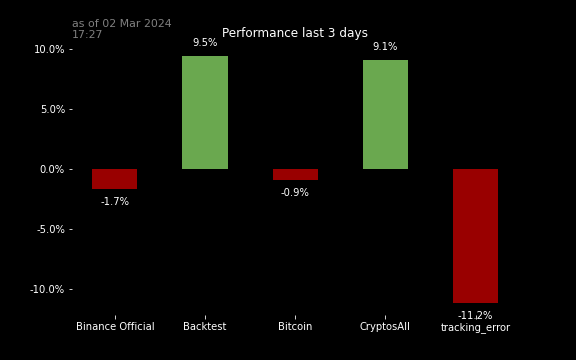 as of 02 Mar 2024
17:27
Performance last 3 days
10.0%
5.0%
0.0%
-5.0%
-10.0%
-1.7%
9.5%
-0.9%
9.1%
-11.2%
Binance Official
Backtest
Bitcoin
CryptosAll
tracking_error